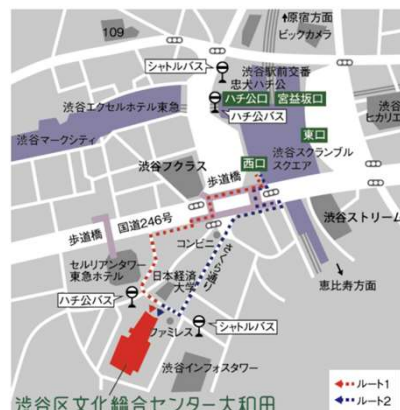 109
↑原宿方面
ビックカメラ
シャトルバス
渋谷駅前交番
忠犬ハチ公
ハチ公口
宮益坂口
渋谷エクセルホテル東急
ハチ公バス
渋谷
ヒカリエ
東口
渋谷マークシティ
渋谷フクラス
西口
渋谷スクランブル
スクエア
歩道橋
国道246号
歩道橋
渋谷ストリーム
コンビニ
さくら通り
セルリアンタワー
東急ホテル
日本経済
大学
恵比寿方面
ハチ公バス
ファミレス
シャトルバス
渋谷インフォスタワー
渋谷区文化総合センター大和田
ルート1
ルート2